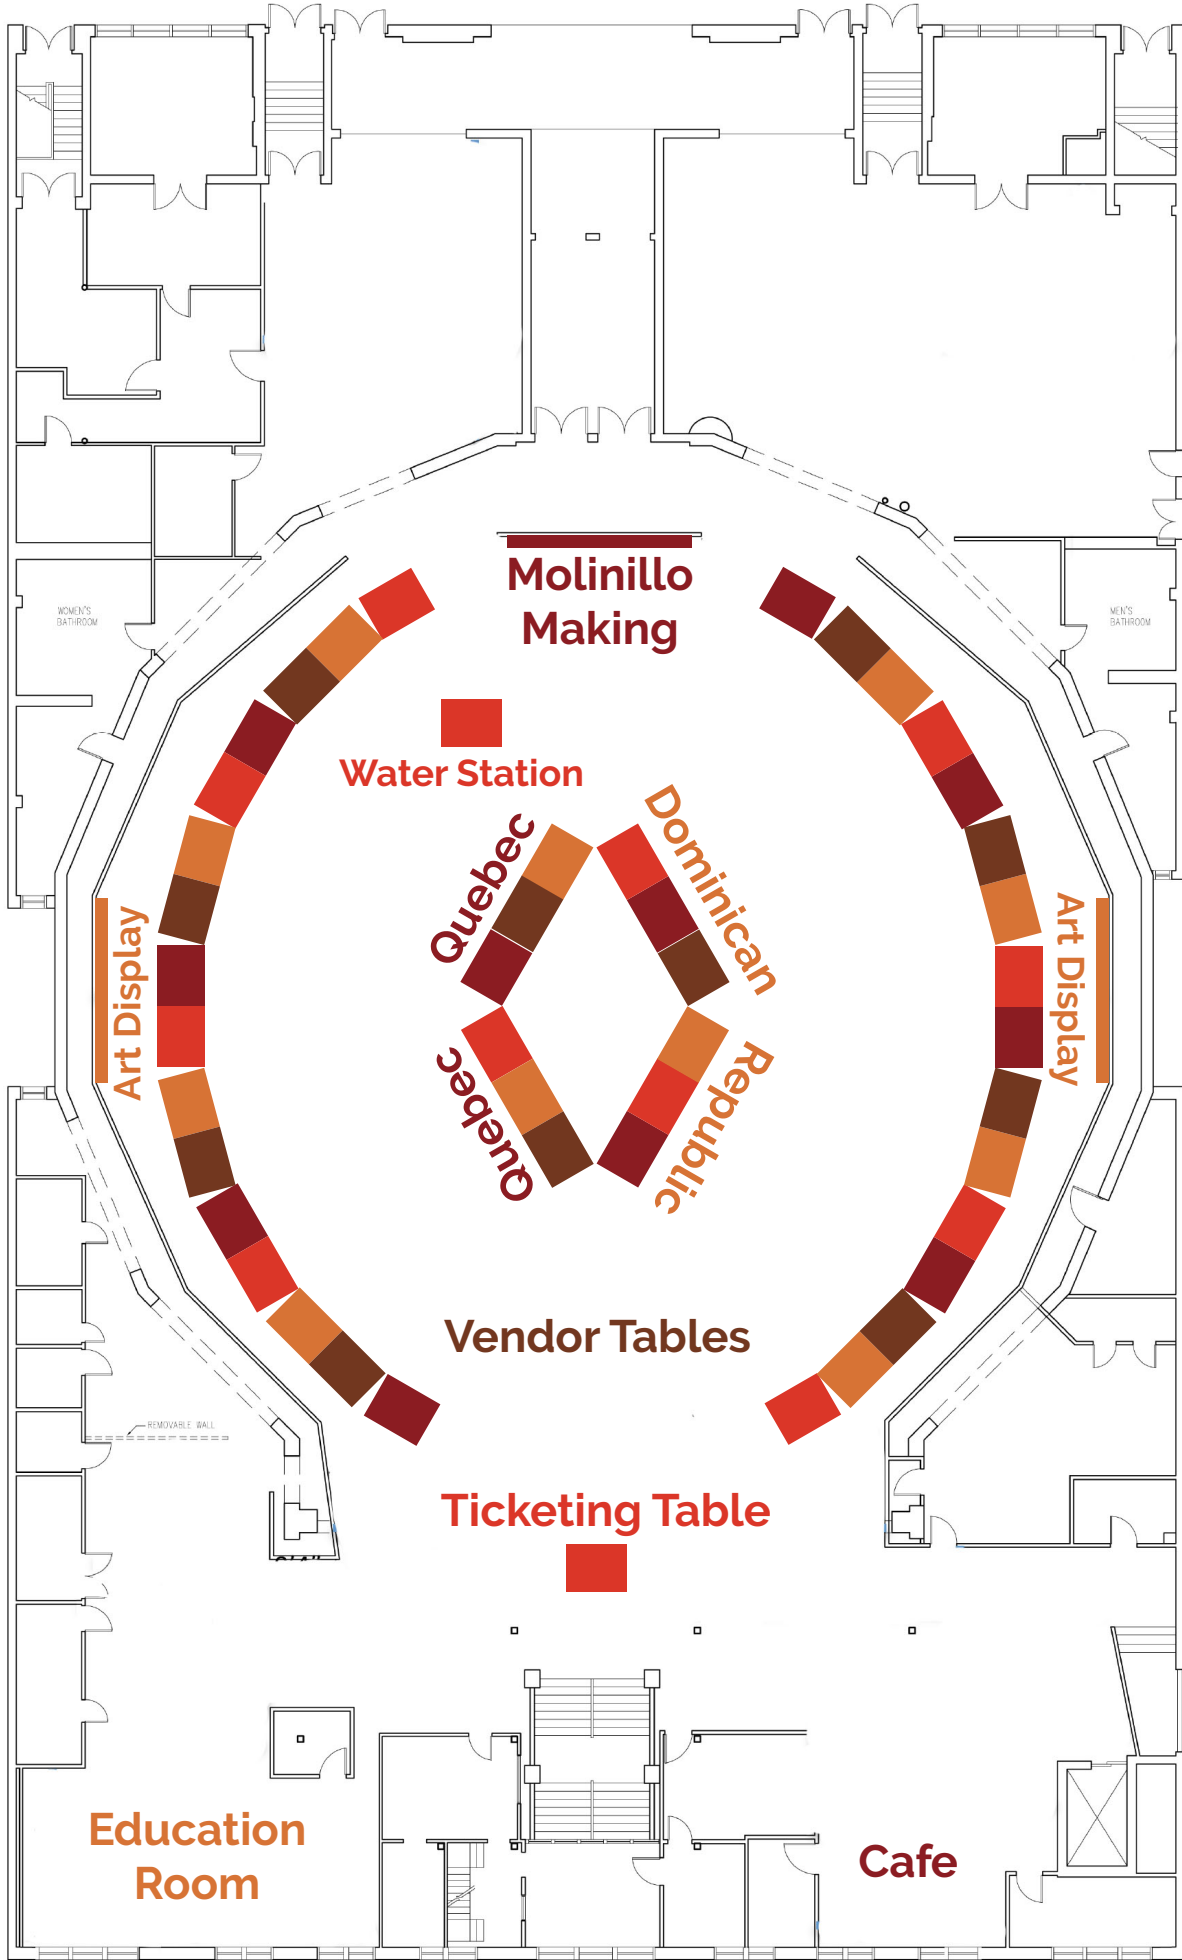 WOMEN'S
BATHROOM
MEN'S
BATHROOM
Molinillo
Making
Water Station
Quebec
Dominican
Art Display
Art Display
Quebec
Republic
Vendor Tables
REMOVABLE WALL
Ticketing Table
Education
Room
Cafe